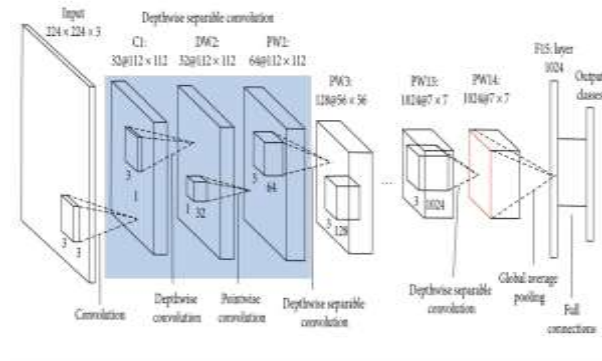 Depthwise separable convolution
Input
224 × 224 × 3
C1:
32@112 × 112
DW2:
32@112 × 112
PW2:
64@112 × 112
PW3:
128@56 × 56
PW13:
1024@7 × 7
PW14:
1024@7 × 7
F15: layer
1024
Output
classes
3
1
3
3
1
32
3
64
3
128
...
3
1024
Convolution
Depthwise
convolution
Pointwise
convolution
Depthwise separable
convolution
Depthwise separable
convolution
Global average
pooling
Full
connections